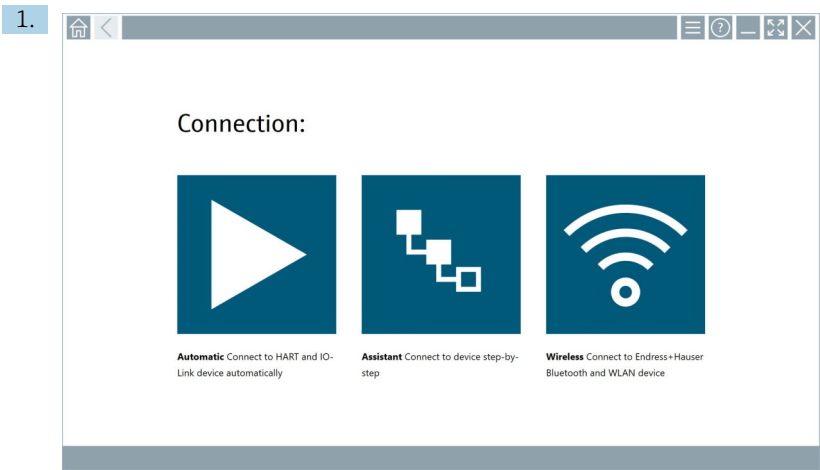 1.
Connection:
Automatic Connect to HART and IO-
Link device automatically
Assistant Connect to device step-by-
step
Wireless Connect to Endress+Hauser
Bluetooth and WLAN device